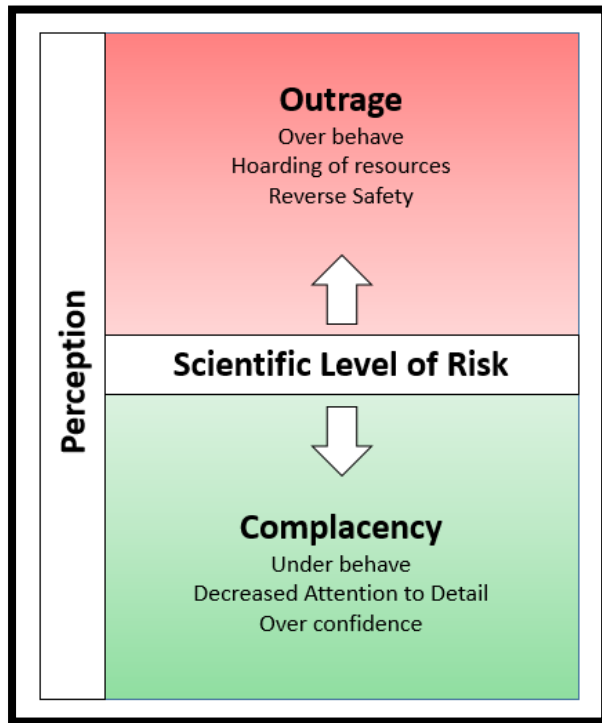 Perception
Outrage
Over behave
Hoarding of resources
Reverse Safety
Scientific Level of Risk
Complacency
Under behave
Decreased Attention to Detail
Over confidence